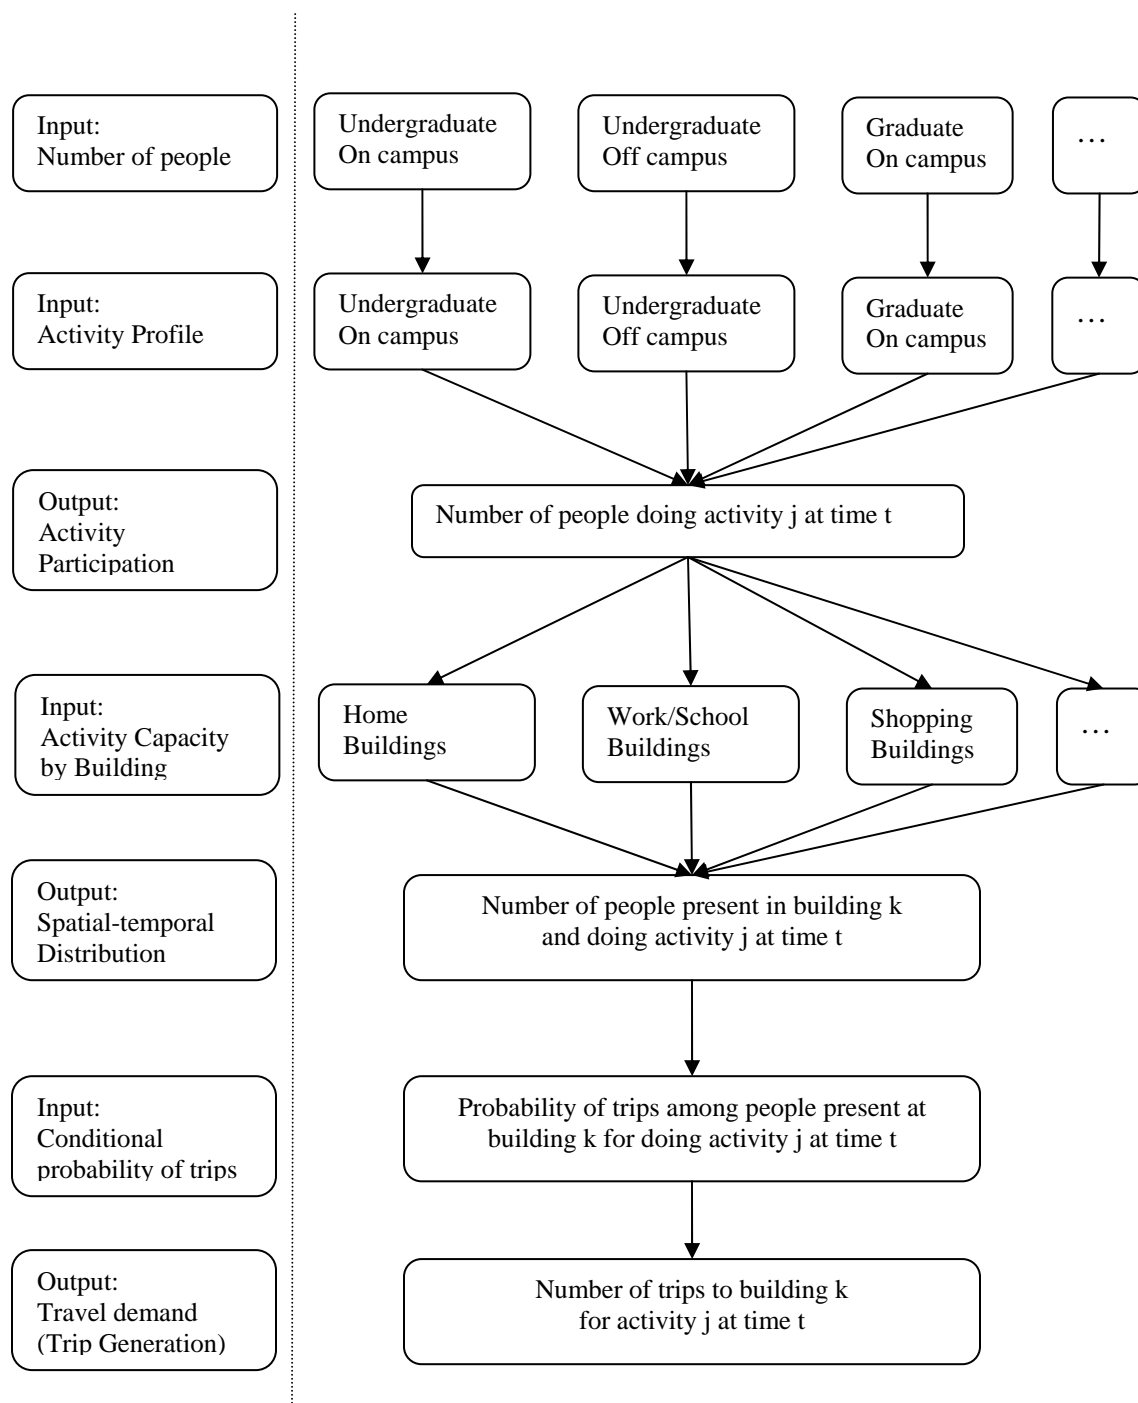 Input:
Number of people
Undergraduate
On campus
Undergraduate
Off campus
Graduate
On campus
…
Input:
Activity Profile
Undergraduate
On campus
Undergraduate
Off campus
Graduate
On campus
…
Output:
Activity
Participation
Number of people doing activity j at time t
Input:
Activity Capacity
by Building
Home
Buildings
Work/School
Buildings
Shopping
Buildings
…
Output:
Spatial-temporal
Distribution
Number of people present in building k
and doing activity j at time t
Input:
Conditional
probability of trips
Probability of trips among people present at
building k for doing activity j at time t
Output:
Travel demand
(Trip Generation)
Number of trips to building k
for activity j at time t